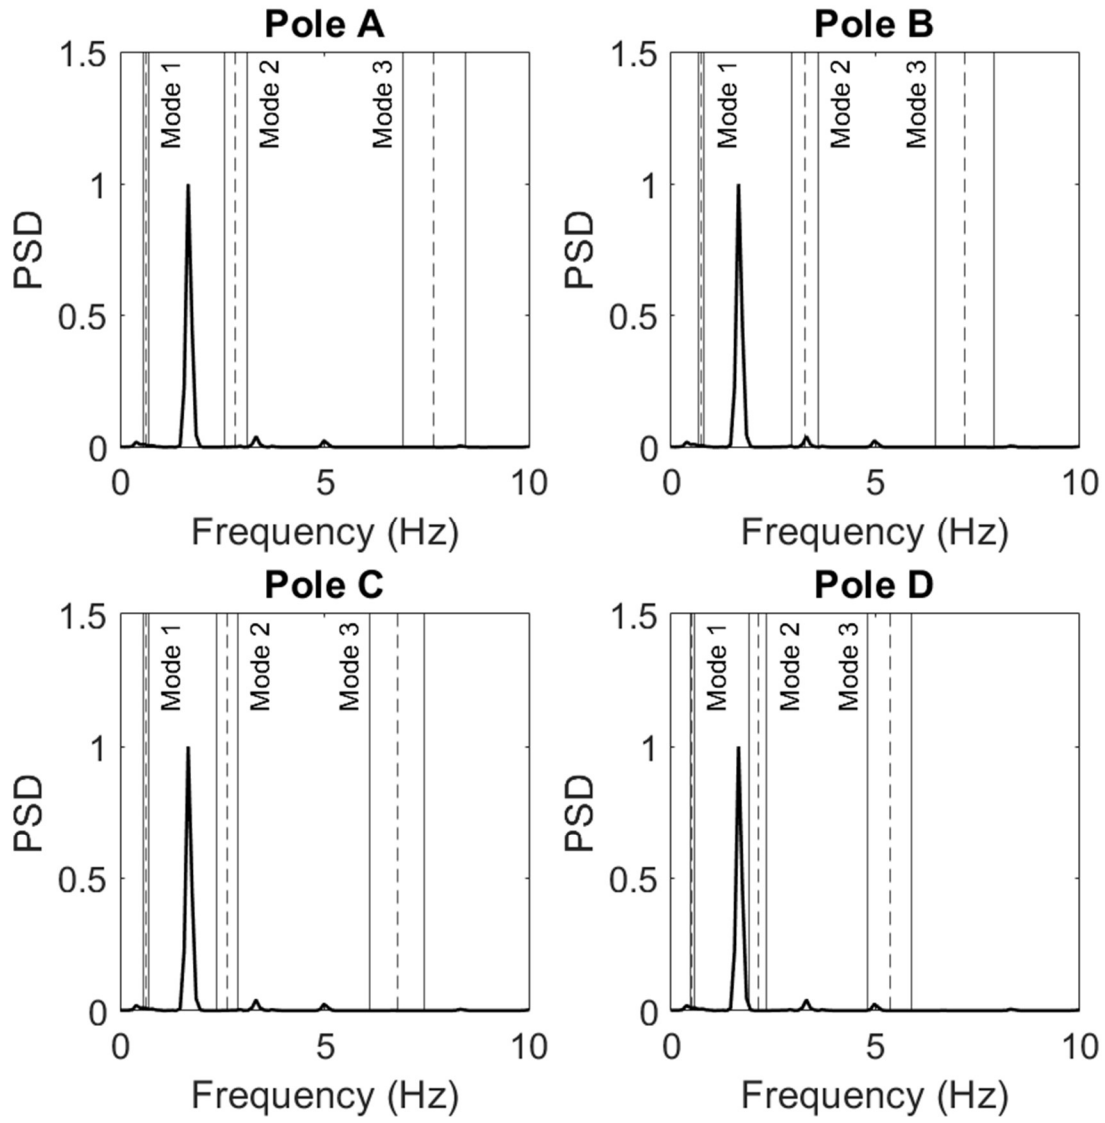 Pole A
1.5
1
0.5
0
PSD
Mode 1
Mode 2
Mode 3
0 5 10
Frequency (Hz)
Pole B
1.5
1
0.5
0
PSD
Mode 1
Mode 2
Mode 3
0 5 10
Frequency (Hz)
Pole C
1.5
1
0.5
0
PSD
Mode 1
Mode 2
Mode 3
0 5 10
Frequency (Hz)
Pole D
1.5
1
0.5
0
PSD
Mode 1
Mode 2
Mode 3
0 5 10
Frequency (Hz)